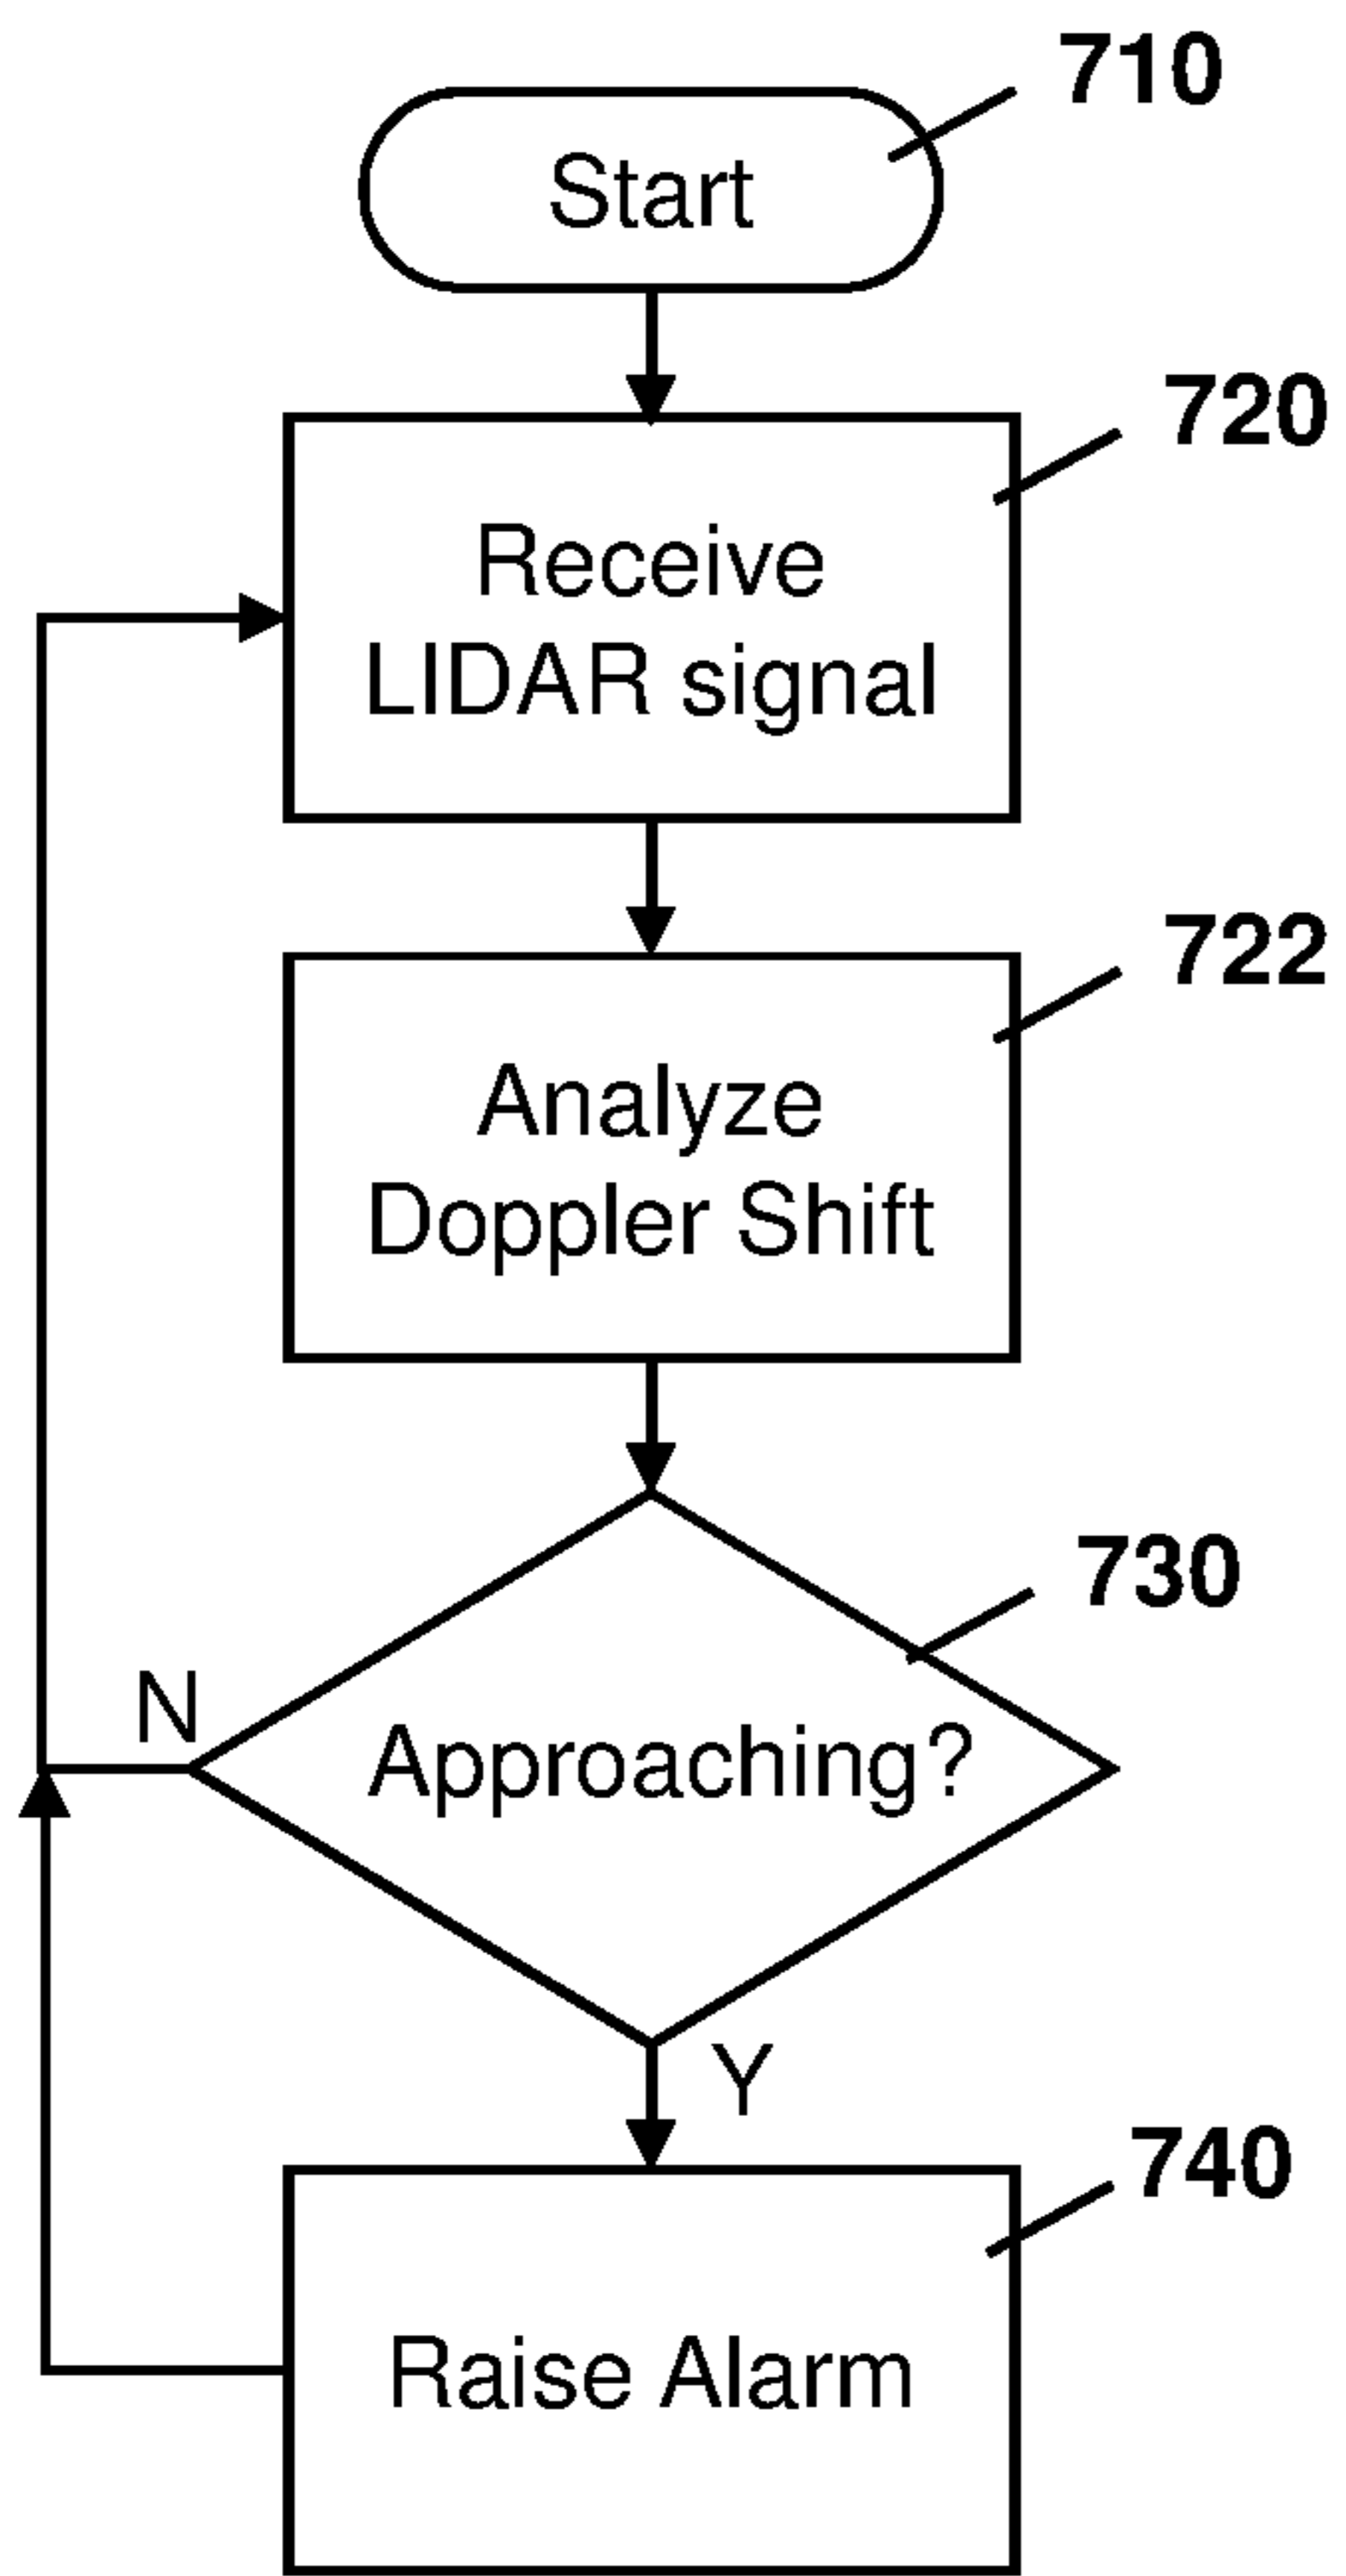 710
Start
720
Receive
LIDAR signal
722
Analyze
Doppler Shift
730
N
Approaching?
Y
740
Raise Alarm